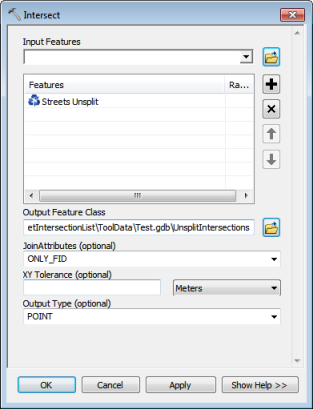 Intersect
Input Features
Features Ra...
Streets Unsplit
Output Feature Class
etIntersectionList\ToolData\Test.gdb\UnsplitIntersections
JoinAttributes (optional)
ONLY_FID
XY Tolerance (optional)
Meters
Output Type (optional)
POINT
OK Cancel Apply Show Help >>